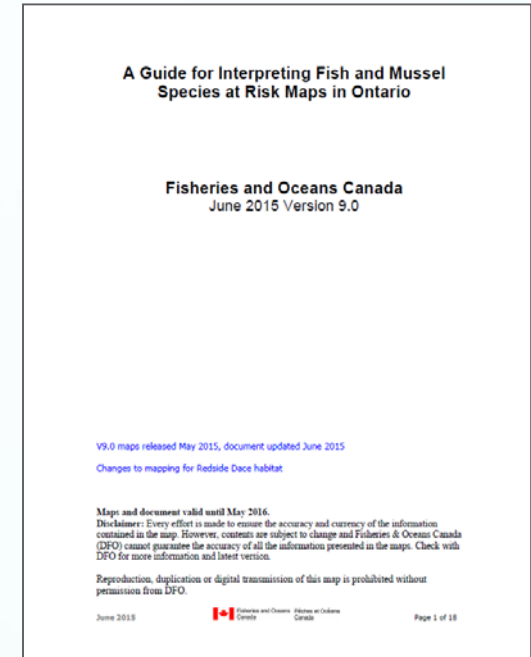 A Guide for Interpreting Fish and Mussel
Species at Risk Maps in Ontario
Fisheries and Oceans Canada
June 2015 Version 9.0
V9.0 maps released May 2015, document updated June 2015
Changes to mapping for Redside Dace habitat
Maps and document valid until May 2016.
Disclaimer: Every effort is made to ensure the accuracy and currency of the information
contained in the map. However, contents are subject to change and Fisheries & Oceans Canada
(DFO) cannot guarantee the accuracy of all the information presented in the maps. Check with
DFO for more information and latest version.
Reproduction, duplication or digital transmission of this map is prohibited without
permission from DFO.
June 2015
Fisheries and Oceans Pêches et Océans
Canada Canada
Page 1 of 18